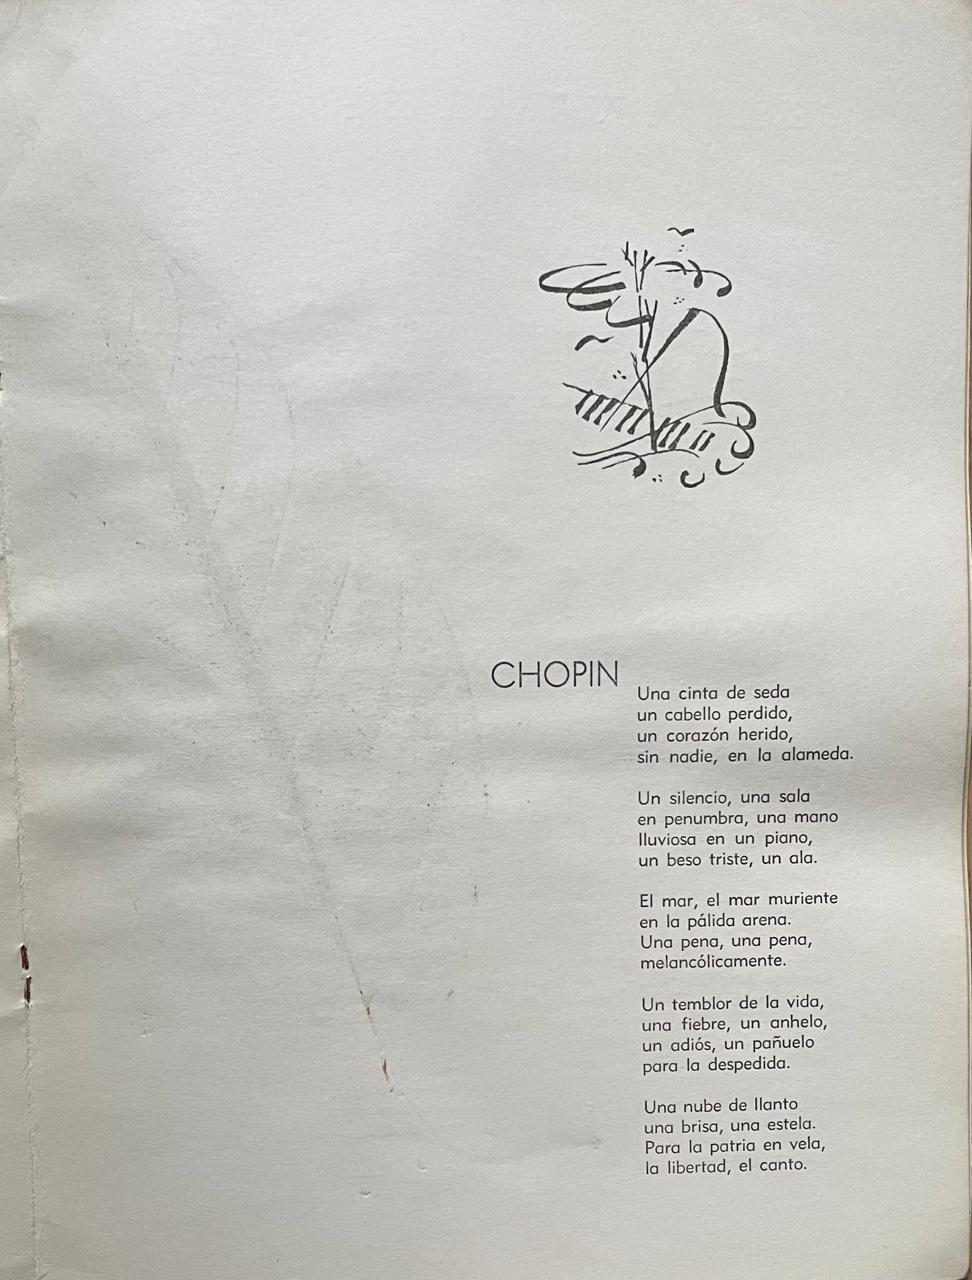 CHOPIN
Una cinta de seda
un cabello perdido,
un corazón herido,
sin nadie, en la alameda.
Un silencio, una sala
en penumbra, una mano
lluviosa en un piano,
un beso triste, un ala.
El mar, el mar muriente
en la pálida arena.
Una pena, una pena,
melancólicamente.
Un temblor de la vida,
una fiebre, un anhelo,
un adiós, un pañuelo
para la despedida.
Una nube de llanto
una brisa, una estela.
Para la patria en vela,
la libertad, el canto.